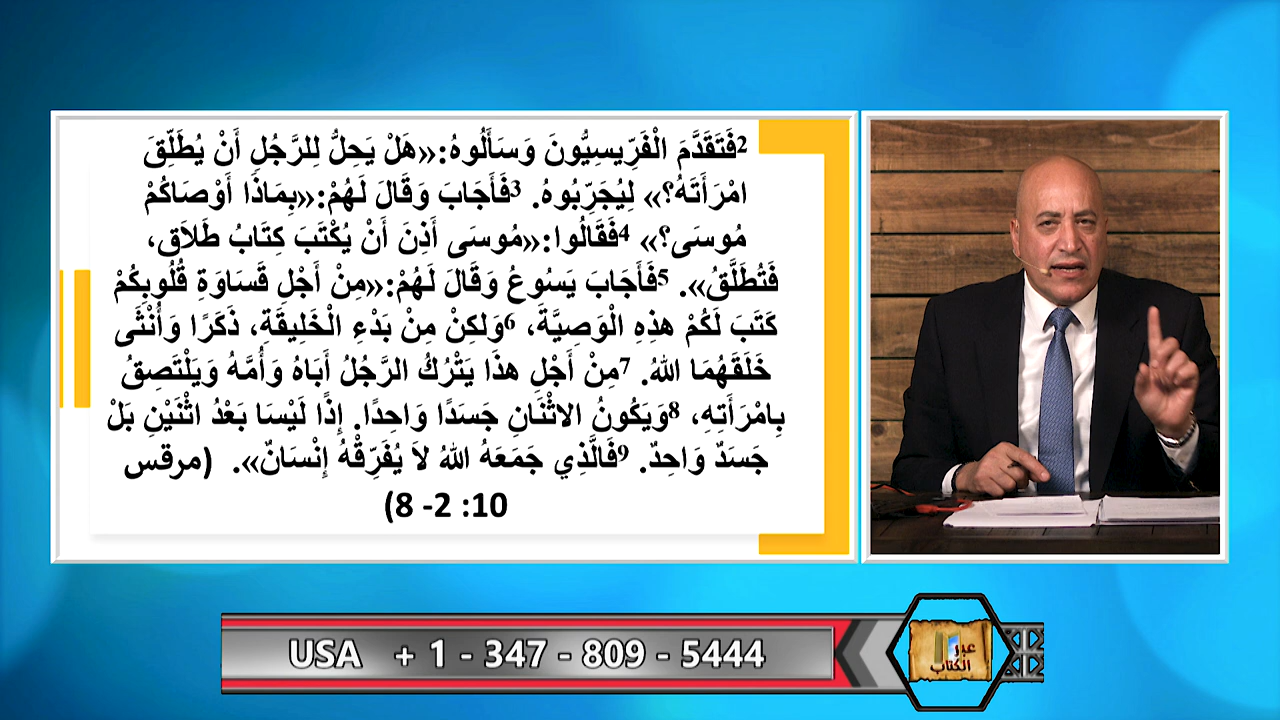 2فَتَقَدَّمَ الْفَرِّيسِيُّونَ وَسَأَلُوهُ:«هَلْ يَحِلُّ لِلرَّجُلِ أَنْ يُطَلِّقَ
امْرَأَتَهُ؟» لِيُجَرِّبُوهُ. 3فَأَجَابَ وَقَالَ لَهُمْ:«بِمَاذَا أَوْصَاكُمْ
مُوسَى؟» 4فَقَالُوا:«مُوسَى أَذِنَ أَنْ يُكْتَبَ كِتَابُ طَلاَق،
فَتُطَلَّقُ». 5فَأَجَابَ يَسُوعُ وَقَالَ لَهُمْ:«مِنْ أَجْلِ قَسَاوَةِ قُلُوبِكُمْ
كَتَبَ لَكُمْ هذِهِ الْوَصِيَّةَ، 6وَلكِنْ مِنْ بَدْءِ الْخَلِيقَةِ، ذَكَرًا وَأُنْثَى
خَلَقَهُمَا اللهُ. 7مِنْ أَجْلِ هذَا يَتْرُكُ الرَّجُلُ أَبَاهُ وَأُمَّهُ وَيَلْتَصِقُ
بِامْرَأَتِهِ، 8وَيَكُونُ الاثْنَانِ جَسَدًا وَاحِدًا. إِذًا لَيْسَا بَعْدُ اثْنَيْنِ بَلْ
جَسَدٌ وَاحِدٌ. 9فَالَّذِي جَمَعَهُ اللهُ لاَ يُفَرِّقْهُ إِنْسَانٌ». (مرقس
10: 2- 8)
USA + 1 - 347 - 809 - 5444
عبر
الكتاب